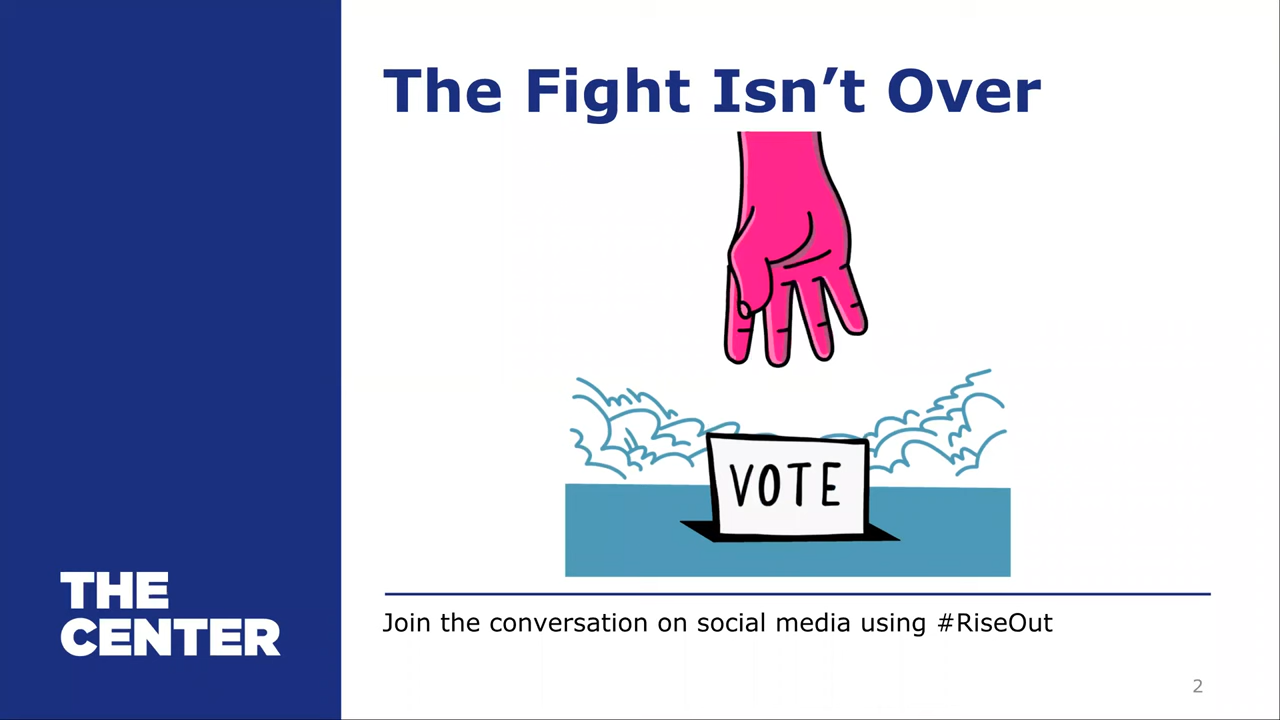 The Fight Isn’t Over
VOTE
THE
CENTER
Join the conversation on social media using #RiseOut
2